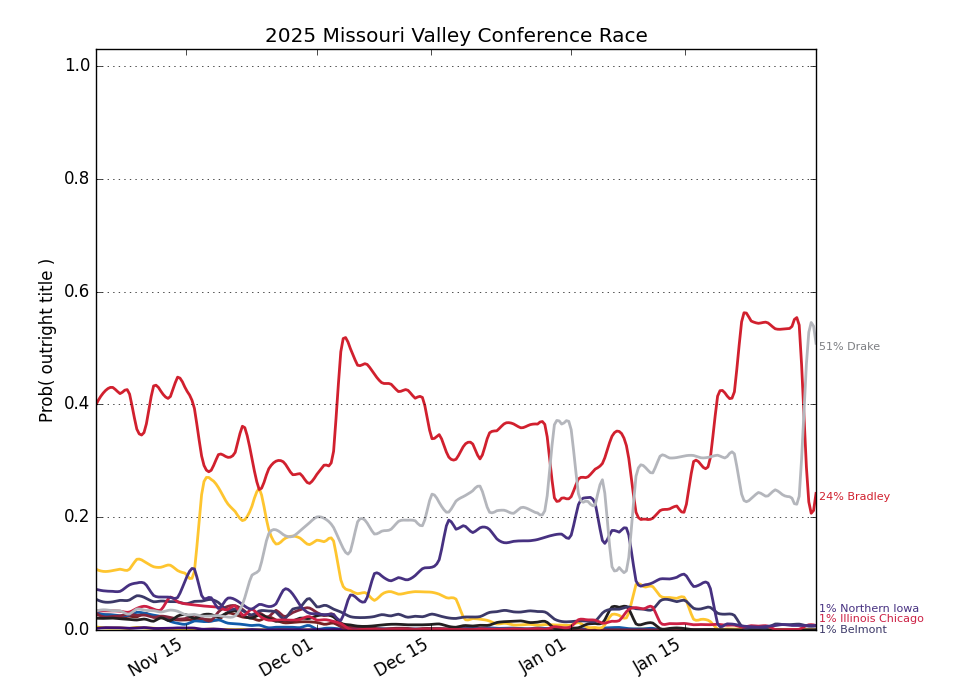 2025 Missouri Valley Conference Race
1.0
0.8
0.6
0.4
0.2
0.0
Prob( outright title )
51% Drake
24% Bradley
1% Northern Iowa
1% Illinois Chicago
1% Belmont
Nov 15
Dec 01
Dec 15
Jan 01
Jan 15